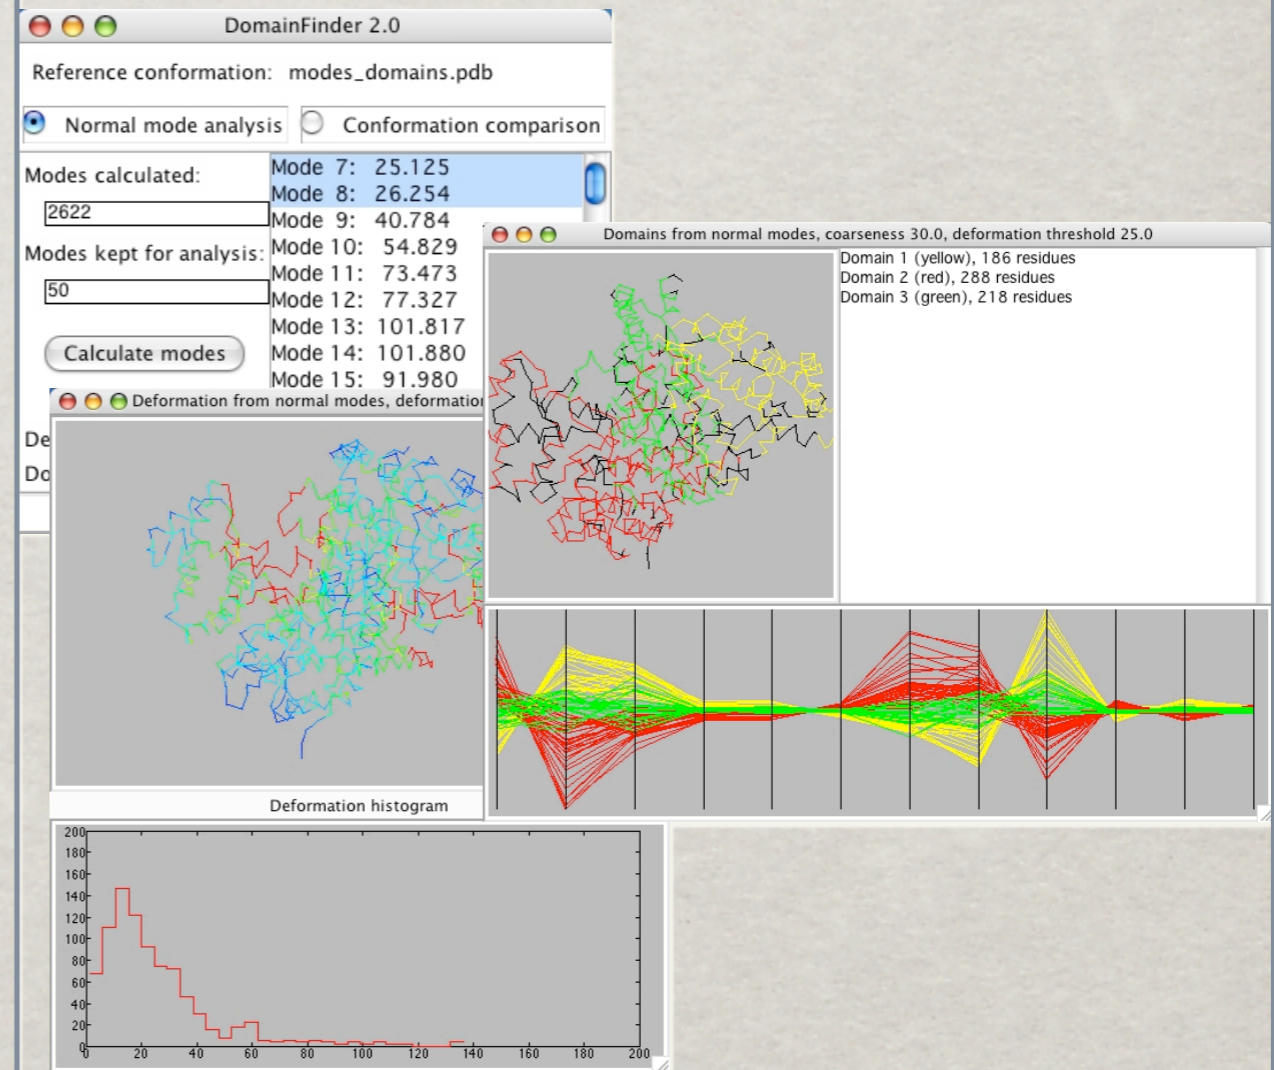 DomainFinder 2.0
Reference conformation: modes_domains.pdb
Normal mode analysis
Conformation comparison
Modes calculated:
2622
Modes kept for analysis:
50
Calculate modes
Mode 7: 25.125
Mode 8: 26.254
Mode 9: 40.784
Mode 10: 54.829
Mode 11: 73.473
Mode 12: 77.327
Mode 13: 101.817
Mode 14: 101.880
Mode 15: 91.980
De
Do
Domains from normal modes, coarseness 30.0, deformation threshold 25.0
Domain 1 (yellow), 186 residues
Domain 2 (red), 288 residues
Domain 3 (green), 218 residues
Deformation from normal modes, deformation
Deformation histogram
200
180
160
140
120
100
80
60
40
20
0
0 20 40 60 80 100 120 140 160 180 200